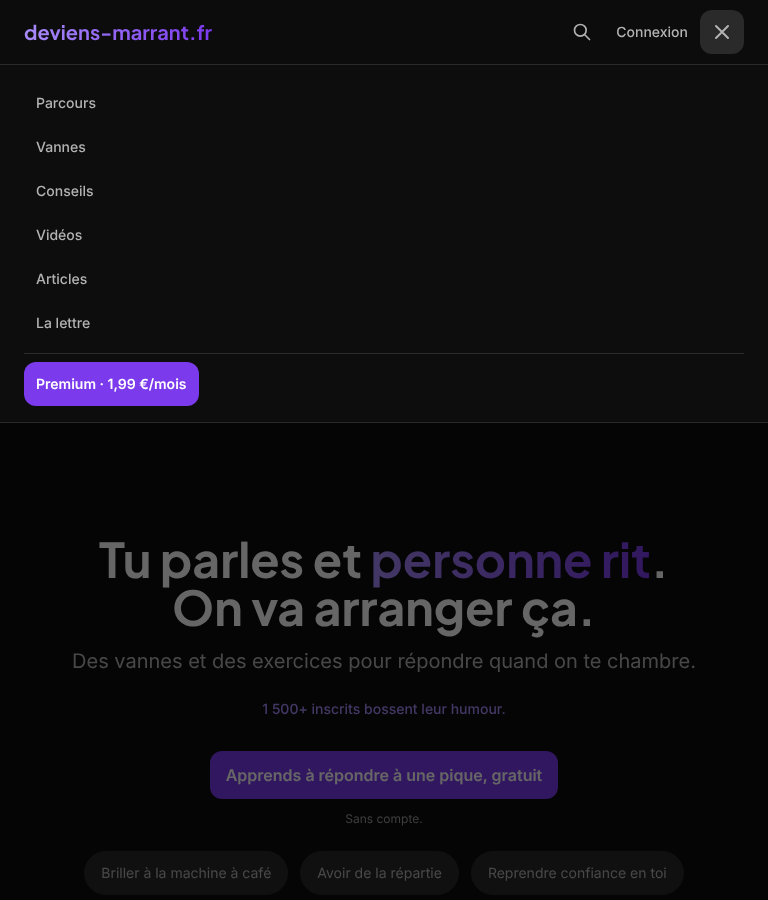 deviens-marrant.fr
Connexion
Parcours
Vannes
Conseils
Vidéos
Articles
La lettre
Premium · 1,99 €/mois
Tu parles et personne rit.
On va arranger ça.
Des vannes et des exercices pour répondre quand on te chambre.
1 500+ inscrits bossent leur humour.
Apprends à répondre à une pique, gratuit
Sans compte.
Briller à la machine à café
Avoir de la répartie
Reprendre confiance en toi